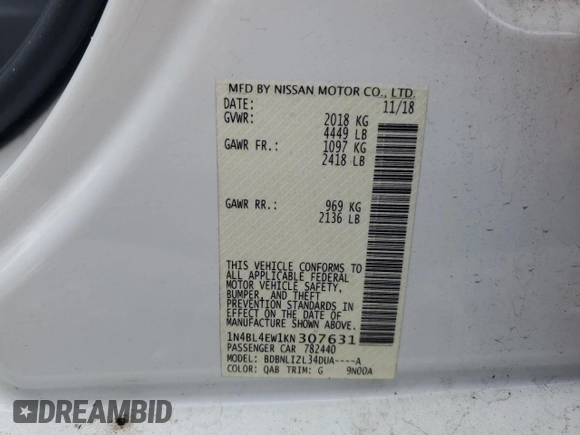 MFD BY NISSAN MOTOR CO., LTD.
DATE: 11/18
GVWR: 2018 KG
4449 LB
GAWR FR.: 1097 KG
2418 LB
GAWR RR.: 969 KG
2136 LB
THIS VEHICLE CONFORMS TO
ALL APPLICABLE FEDERAL
MOTOR VEHICLE SAFETY,
BUMPER, AND THEFT
PREVENTION STANDARDS IN
EFFECT ON THE DATE OF
MANUFACTURE SHOWN ABOVE.
1N4BL4EW1KN307631
PASSENGER CAR 782440
MODEL: BDBNLIZL34DUA----A
COLOR: QAB TRIM: G 9N00A
DEALERBID.COM